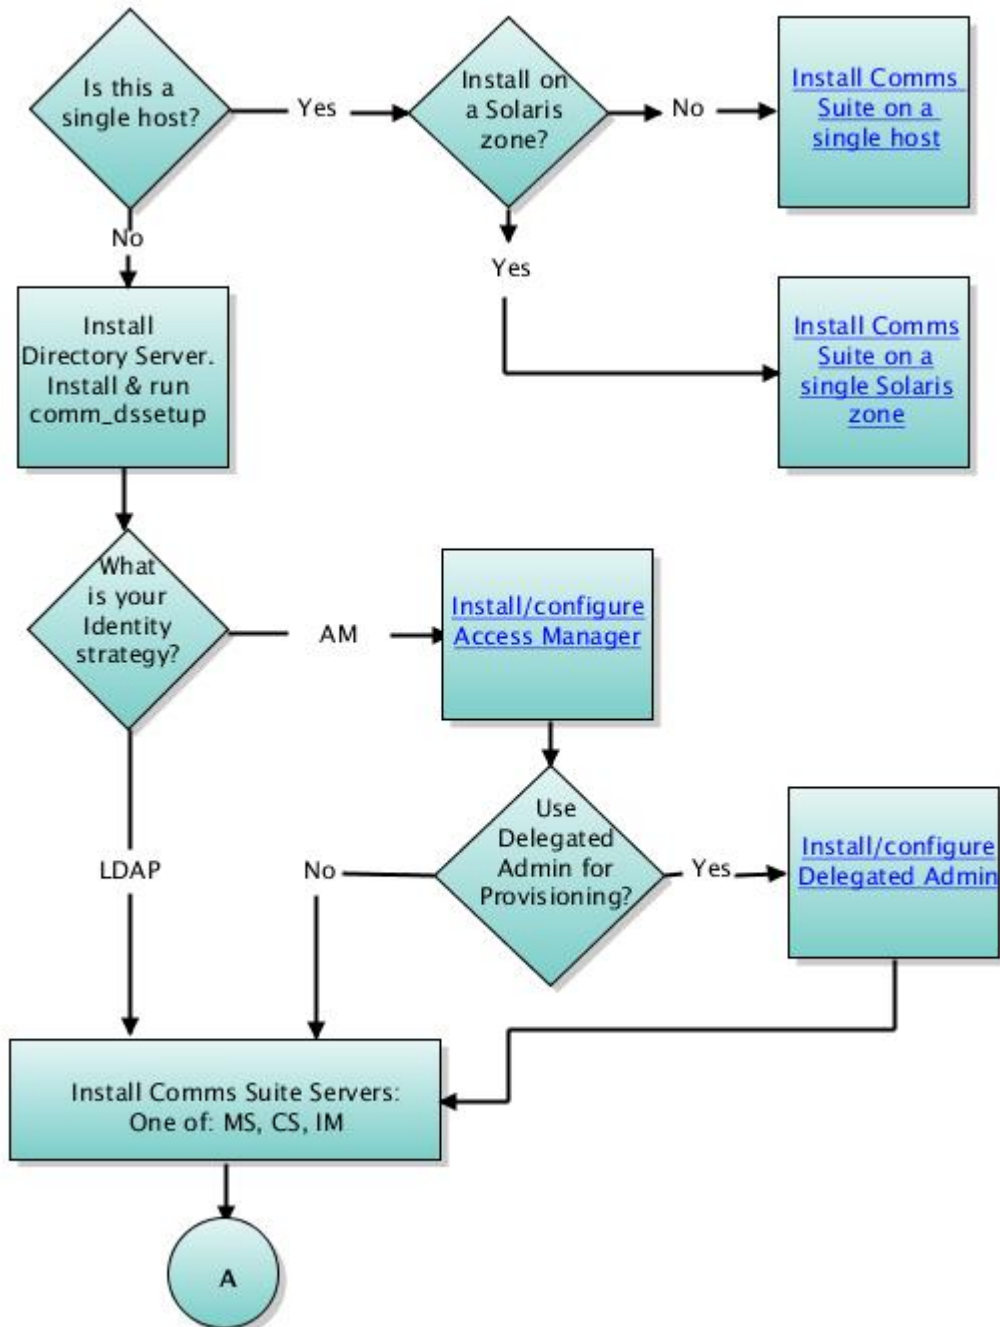 Is this a
single host?
Yes
Install on
a Solaris
zone?
No
Install Comms
Suite on a
single host
No
Yes
Install
Directory Server.
Install & run
comm_dssetup
Install Comms
Suite on a
single Solaris
zone
What
is your
Identity
strategy?
AM
Install/configure
Access Manager
LDAP
No
Use
Delegated
Admin for
Provisioning?
Yes
Install/configure
Delegated Admin
Install Comms Suite Servers:
One of: MS, CS, IM
A